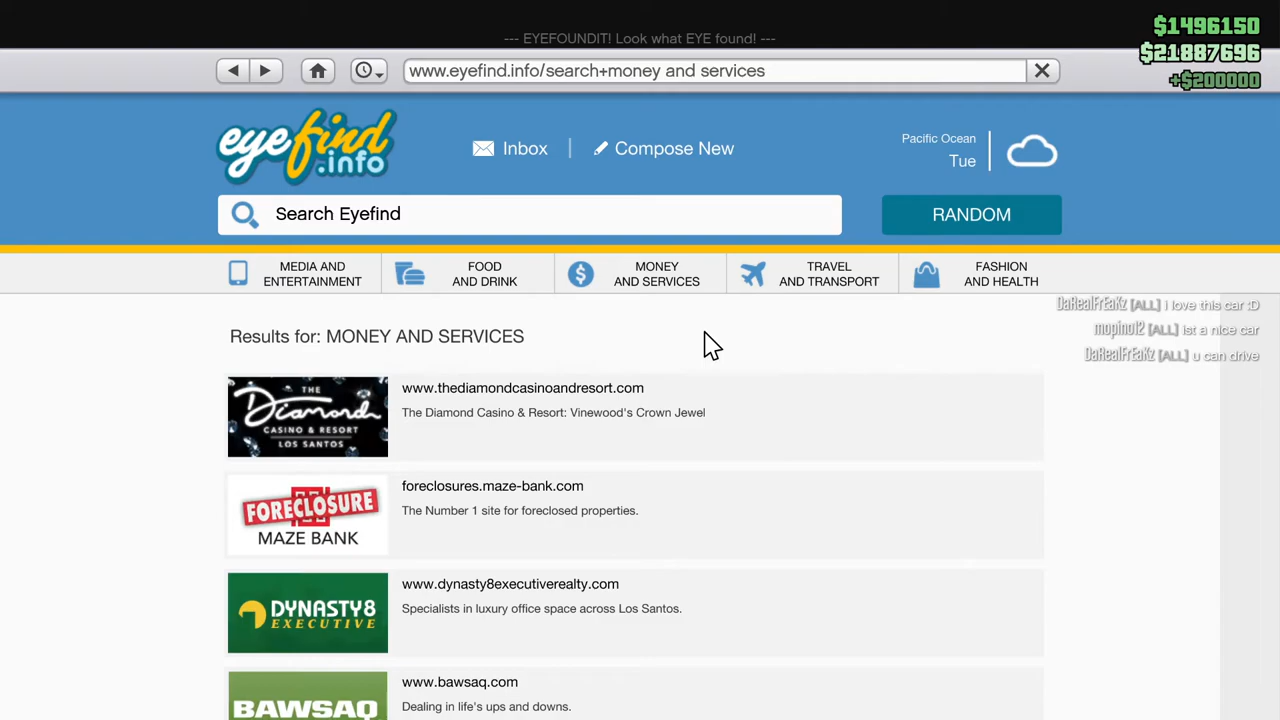 --- EYEFOUNDIT! Look what EYE found! ---
$1496150
$21887696
+$200000
www.eyefind.info/search+money and services
eyefind
.info
Inbox
Compose New
Pacific Ocean
Tue
Search Eyefind
RANDOM
MEDIA AND
ENTERTAINMENT
FOOD
AND DRINK
MONEY
AND SERVICES
TRAVEL
AND TRANSPORT
FASHION
AND HEALTH
DaRealFrEaKz [ALL] i love this car :D
mopino12 [ALL] ist a nice car
DaRealFrEaKz [ALL] u can drive
Results for: MONEY AND SERVICES
THE
Diamond
CASINO & RESORT
LOS SANTOS
www.thediamondcasinoandresort.com
The Diamond Casino & Resort: Vinewood's Crown Jewel
FORECLOSURE
MAZE BANK
foreclosures.maze-bank.com
The Number 1 site for foreclosed properties.
DYNASTY8
EXECUTIVE
www.dynasty8executiverealty.com
Specialists in luxury office space across Los Santos.
BAWSAQ
www.bawsaq.com
Dealing in life's ups and downs.